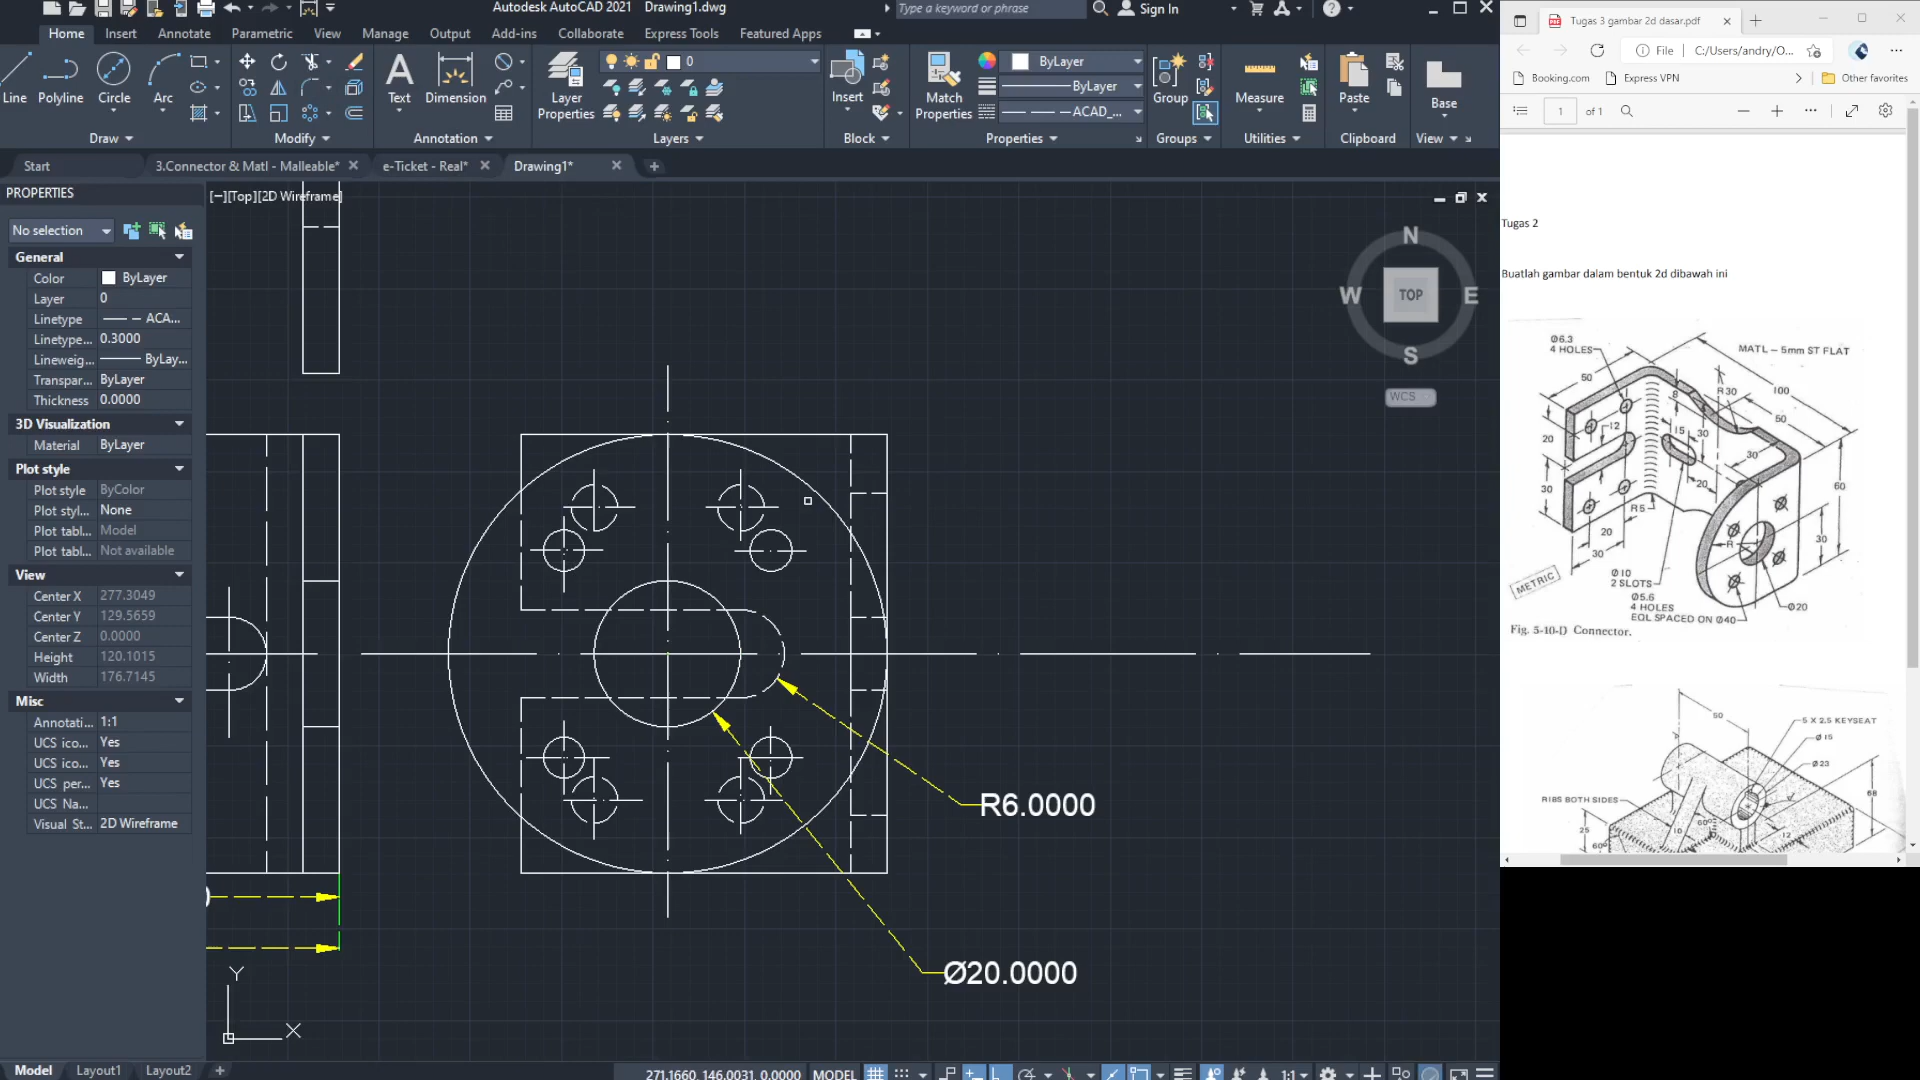 Autodesk AutoCAD 2021 Drawing1.dwg
Type a keyword or phrase
Sign In
Home Insert Annotate Parametric View Manage Output Add-ins Collaborate Express Tools Featured Apps
Line Polyline Circle Arc
Text Dimension
Layer Properties
0
Insert
Match Properties
ByLayer
ByLayer
ACAD_...
Group
Measure
Paste
Base
Draw Modify Annotation Layers Block Properties Groups Utilities Clipboard View
Start 3.Connector & Matl - Malleable* e-Ticket - Real* Drawing1*
PROPERTIES
[−][Top][2D Wireframe]
No selection
General
Color ByLayer
Layer 0
Linetype ACA...
Linetype... 0.3000
Lineweig... ByLay...
Transpar... ByLayer
Thickness 0.0000
3D Visualization
Material ByLayer
Plot style
Plot style ByColor
Plot styl... None
Plot tabl... Model
Plot tabl... Not available
View
Center X 277.3049
Center Y 129.5659
Center Z 0.0000
Height 120.1015
Width 176.7145
Misc
Annotati... 1:1
UCS ico... Yes
UCS ico... Yes
UCS per... Yes
UCS Na...
Visual St... 2D Wireframe
N
W TOP E
S
WCS
R6.0000
Ø20.0000
Y
X
Model Layout1 Layout2
271.1660, 146.0031, 0.0000 MODEL
1:1
Tugas 3 gambar 2d dasar.pdf
File C:/Users/andry/O...
Booking.com Express VPN Other favorites
1 of 1
Tugas 2
Buatlah gambar dalam bentuk 2d dibawah ini
Ø6.3
4 HOLES
MATL – 5mm ST FLAT
50
8
R30
100
50
20
12
15
30
30
30
20
60
R5
20
30
R
30
METRIC
Ø10
2 SLOTS
Ø5.6
4 HOLES
EQL SPACED ON Ø40
Ø20
Fig. 5-10-D Connector.
50
5 X 2.5 KEYSEAT
Ø15
Ø23
68
R185 BOTH SIDES
25
60°
10
60°
12